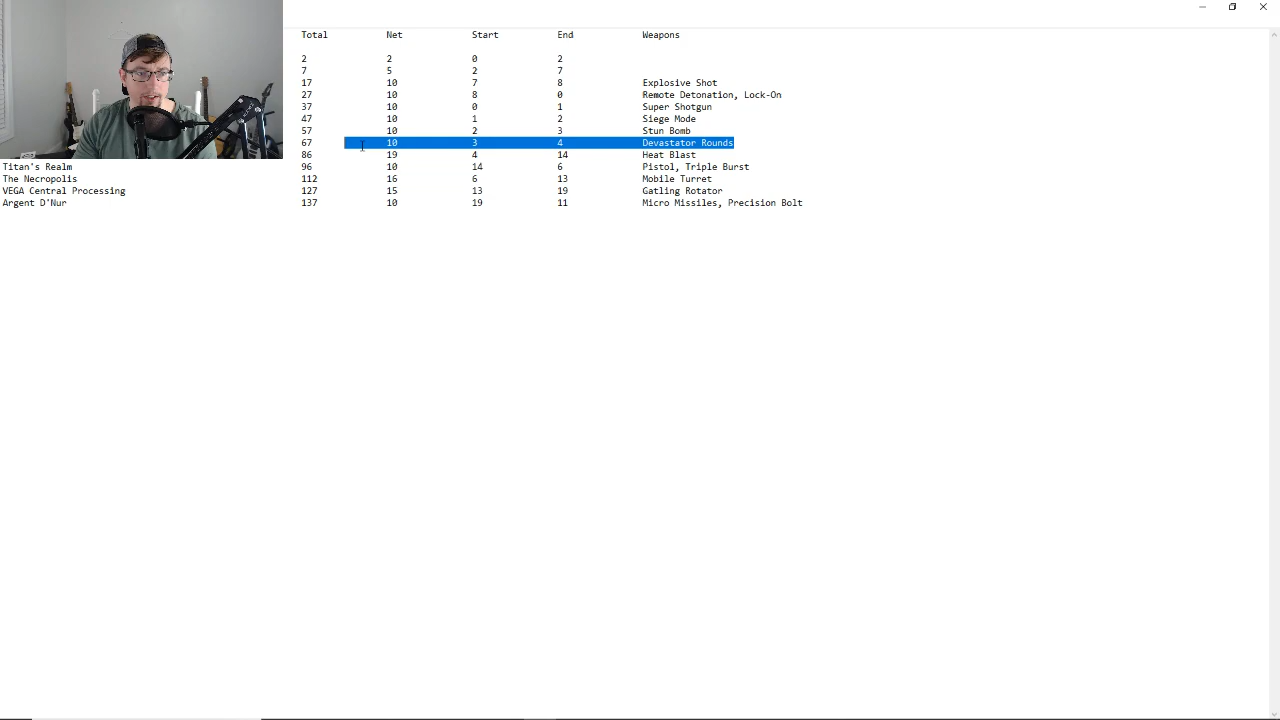 Total Net Start End Weapons
2 2 0 2
7 5 2 7
17 10 7 8 Explosive Shot
27 10 8 0 Remote Detonation, Lock-On
37 10 0 1 Super Shotgun
47 10 1 2 Siege Mode
57 10 2 3 Stun Bomb
67 10 3 4 Devastator Rounds
86 19 4 14 Heat Blast
Titan's Realm 96 10 14 6 Pistol, Triple Burst
The Necropolis 112 16 6 13 Mobile Turret
VEGA Central Processing 127 15 13 19 Gatling Rotator
Argent D'Nur 137 10 19 11 Micro Missiles, Precision Bolt